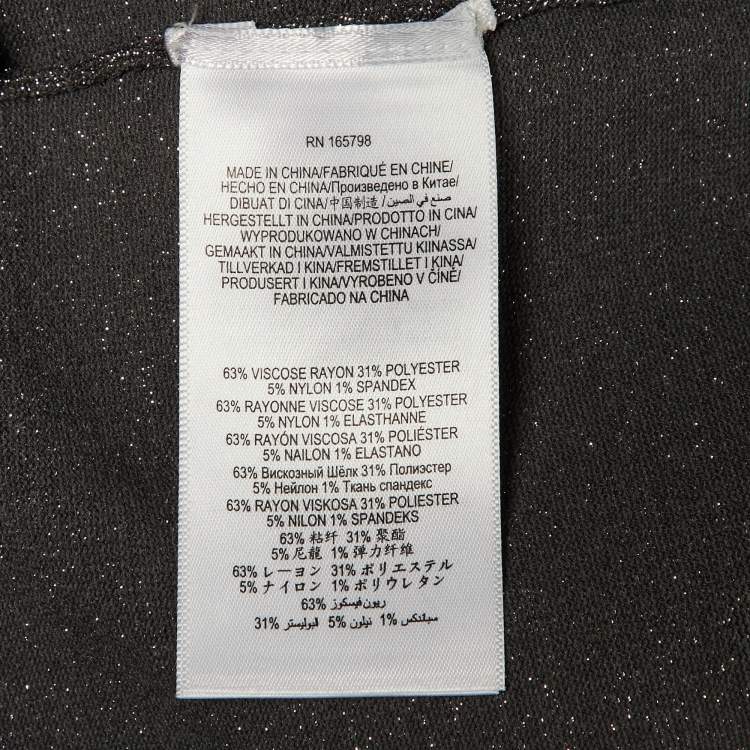 RN 165798
MADE IN CHINA/FABRIQUÉ EN CHINE/
HECHO EN CHINA/Произведено в Китае/
DIBUAT DI CINA/中国制造/صنع في الصين/
HERGESTELLT IN CHINA/PRODOTTO IN CINA/
WYPRODUKOWANO W CHINACH/
GEMAAKT IN CHINA/VALMISTETTU KIINASSA/
TILLVERKAD I KINA/FREMSTILLET I KINA/
PRODUSERT I KINA/VYROBENO V ČÍNĚ/
FABRICADO NA CHINA
63% VISCOSE RAYON 31% POLYESTER
5% NYLON 1% SPANDEX
63% RAYONNE VISCOSE 31% POLYESTER
5% NYLON 1% ELASTHANNE
63% RAYÓN VISCOSA 31% POLIÉSTER
5% NAILON 1% ELASTANO
63% Вискозный Шёлк 31% Полиэстер
5% Нейлон 1% Ткань спандекс
63% RAYON VISKOSA 31% POLIESTER
5% NILON 1% SPANDEKS
63% 粘纤 31% 聚酯
5% 尼龍 1% 弹力纤维
63% レーヨン 31% ポリエステル
5% ナイロン 1% ポリウレタン
ريون فيسكوز 63%
سباندكس 1% نيلون 5% البوليستر 31%